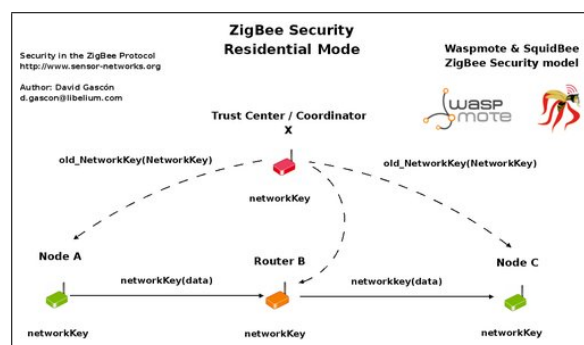 ZigBee Security
Residential Mode
Security in the ZigBee Protocol
http://www.sensor-networks.org
Author: David Gascón
d.gascon@libelium.com
Waspmote & SquidBee
ZigBee Security model
wasp
mote
Trust Center / Coordinator
X
old_NetworkKey(NetworkKey)
old_NetworkKey(NetworkKey)
networkKey
Node A
Router B
Node C
networkKey(data)
networkkey(data)
networkKey
networkKey
networkKey